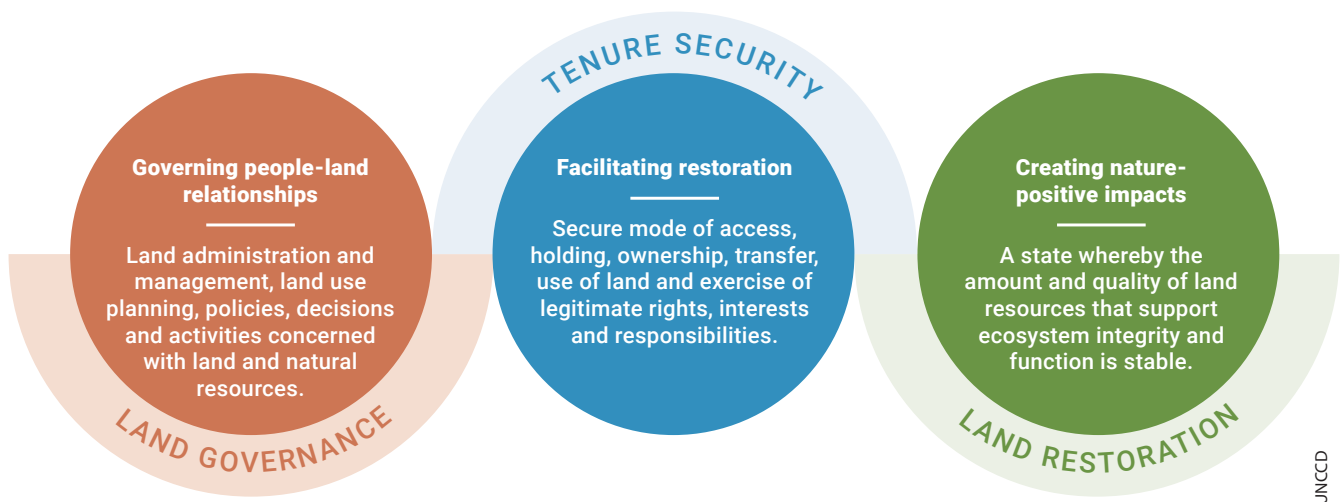 TENURE SECURITY
Governing people-land
relationships
Land administration and
management, land use
planning, policies, decisions
and activities concerned
with land and natural
resources.
LAND GOVERNANCE
Facilitating restoration
Secure mode of access,
holding, ownership, transfer,
use of land and exercise of
legitimate rights, interests
and responsibilities.
Creating nature-
positive impacts
A state whereby the
amount and quality of land
resources that support
ecosystem integrity and
function is stable.
LAND RESTORATION
UNCCD